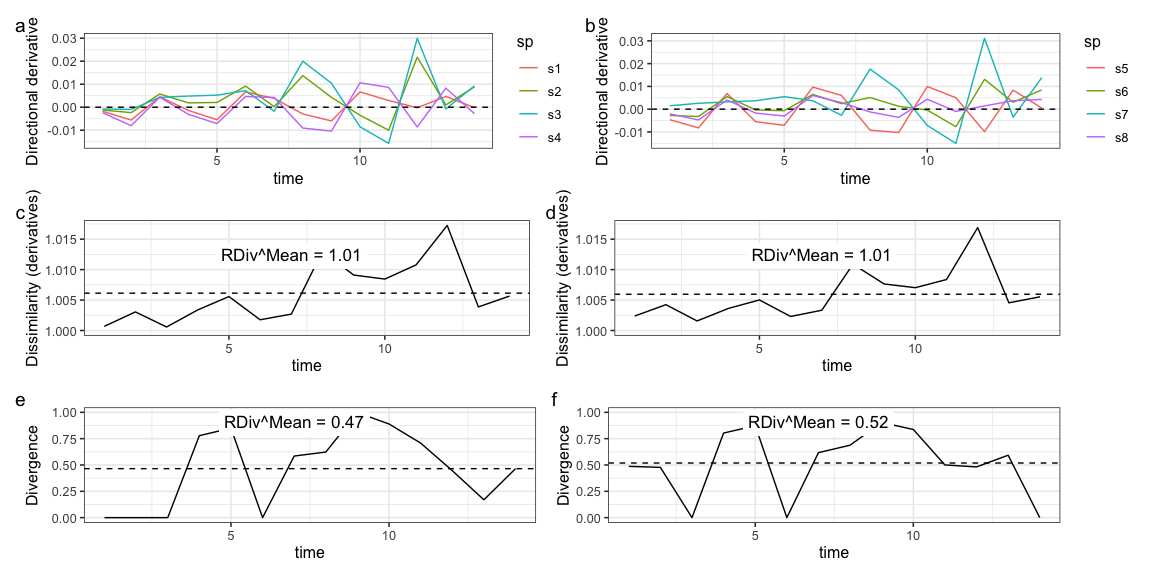 a
Directional derivative
0.03
0.02
0.01
0.00
-0.01
5
10
time
sp
s1
s2
s3
s4
b
Directional derivative
0.03
0.02
0.01
0.00
-0.01
5
10
time
sp
s5
s6
s7
s8
c
Dissimilarity (derivatives)
1.015
1.010
1.005
1.000
RDiv^Mean = 1.01
5
10
time
d
Dissimilarity (derivatives)
1.015
1.010
1.005
1.000
RDiv^Mean = 1.01
5
10
time
e
Divergence
1.00
0.75
0.50
0.25
0.00
RDiv^Mean = 0.47
5
10
time
f
Divergence
1.00
0.75
0.50
0.25
0.00
RDiv^Mean = 0.52
5
10
time